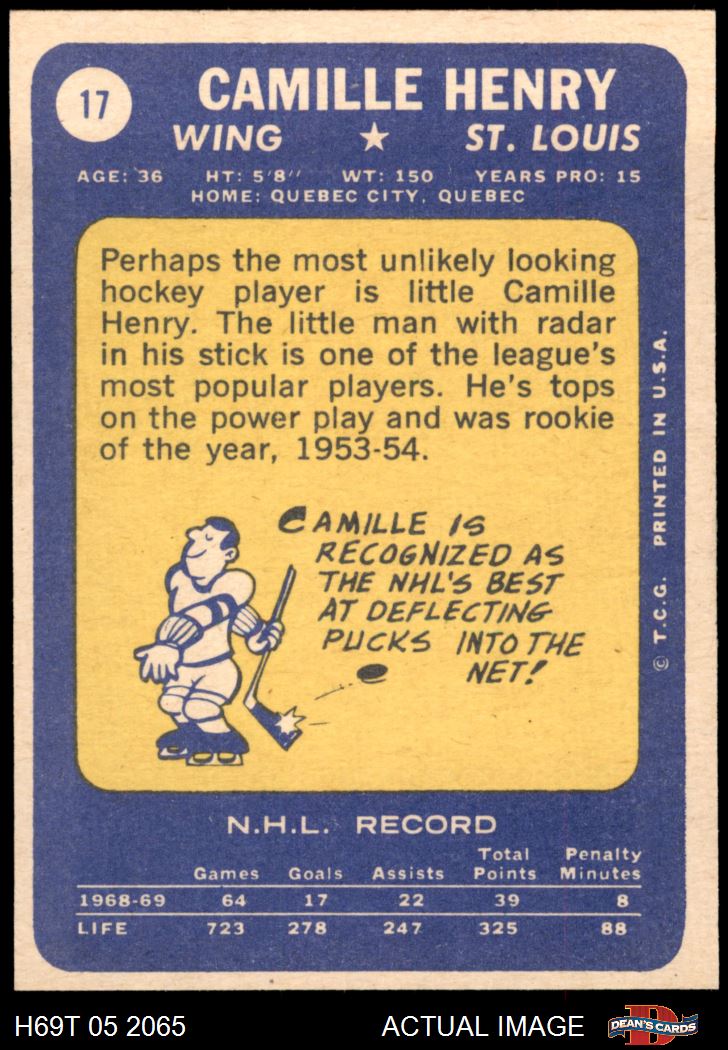 17
CAMILLE HENRY
WING ★ ST. LOUIS
AGE: 36 HT: 5'8'' WT: 150 YEARS PRO: 15
HOME: QUEBEC CITY, QUEBEC
Perhaps the most unlikely looking
hockey player is little Camille
Henry. The little man with radar
in his stick is one of the league's
most popular players. He's tops
on the power play and was rookie
of the year, 1953-54.
CAMILLE IS
RECOGNIZED AS
THE NHL'S BEST
AT DEFLECTING
PUCKS INTO THE
NET!
© T.C.G. PRINTED IN U.S.A.
N.H.L. RECORD
Games Goals Assists Total Points Penalty Minutes
1968-69 64 17 22 39 8
LIFE 723 278 247 325 88
H69T 05 2065 ACTUAL IMAGE
DEAN'S CARDS